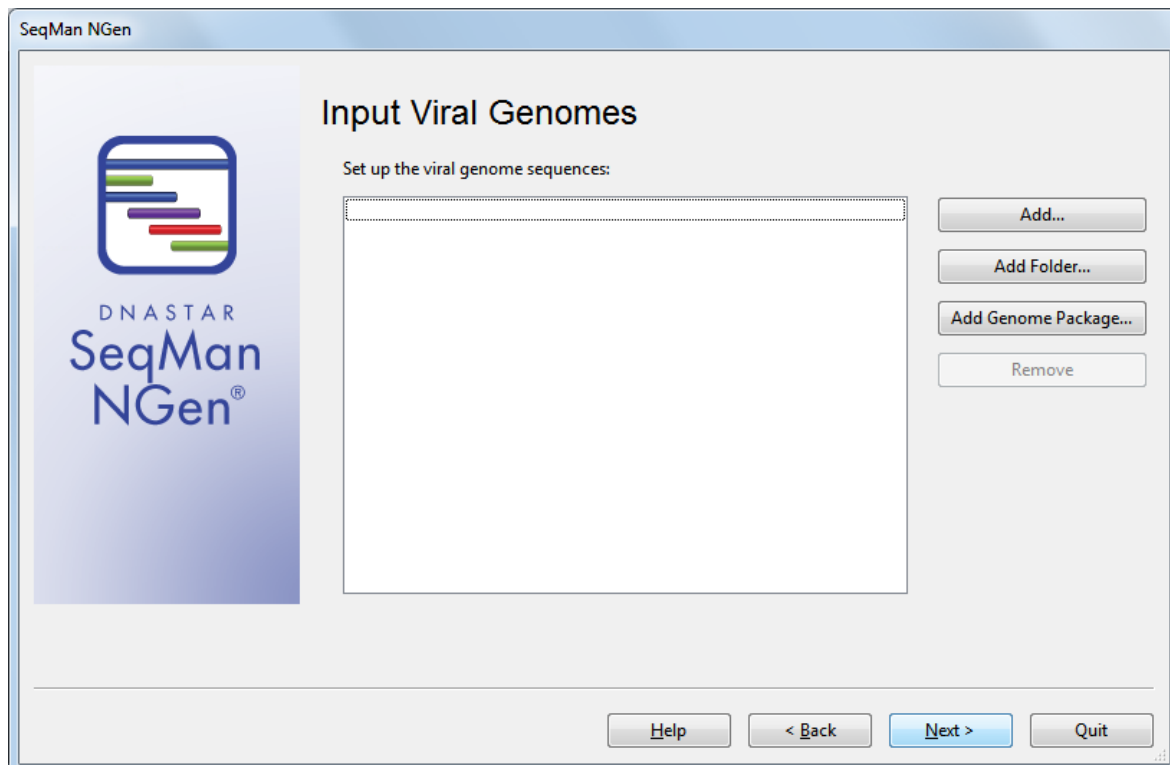 SeqMan NGen
Input Viral Genomes
Set up the viral genome sequences:
Add...
Add Folder...
Add Genome Package...
Remove
DNASTAR
SeqMan
NGen®
Help
< Back
Next >
Quit